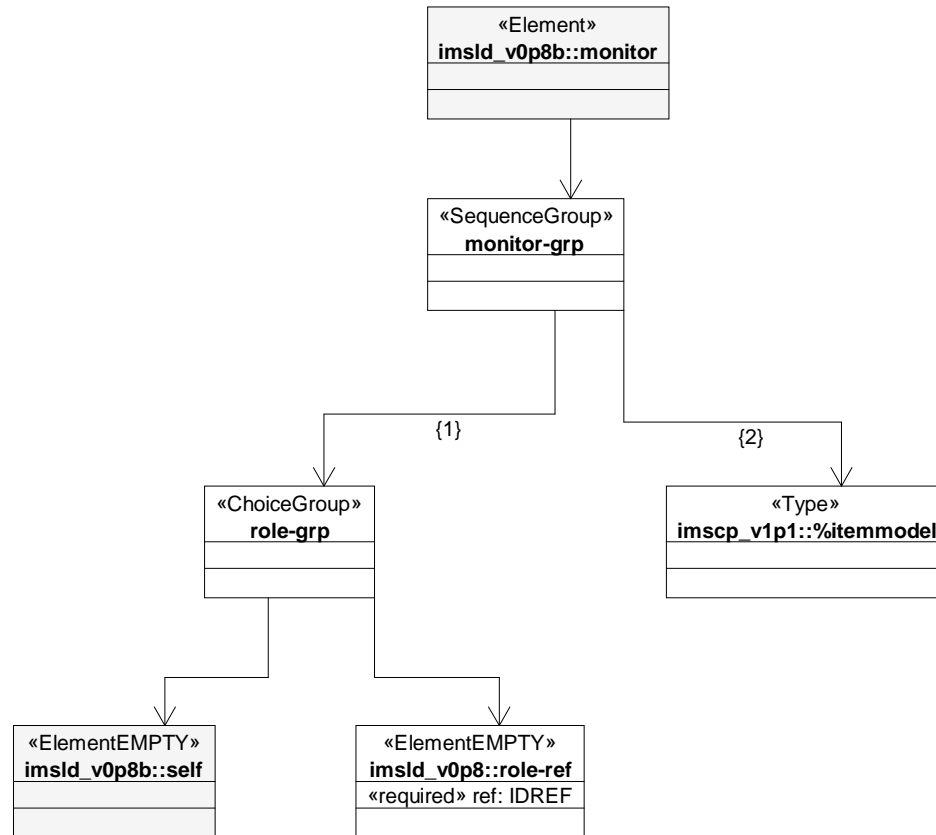 «Element»
imsld_v0p8b::monitor
«SequenceGroup»
monitor-grp
{1}
{2}
«ChoiceGroup»
role-grp
«Type»
imscp_v1p1::%itemmodel
«ElementEMPTY»
imsld_v0p8b::self
«ElementEMPTY»
imsld_v0p8::role-ref
«required» ref: IDREF